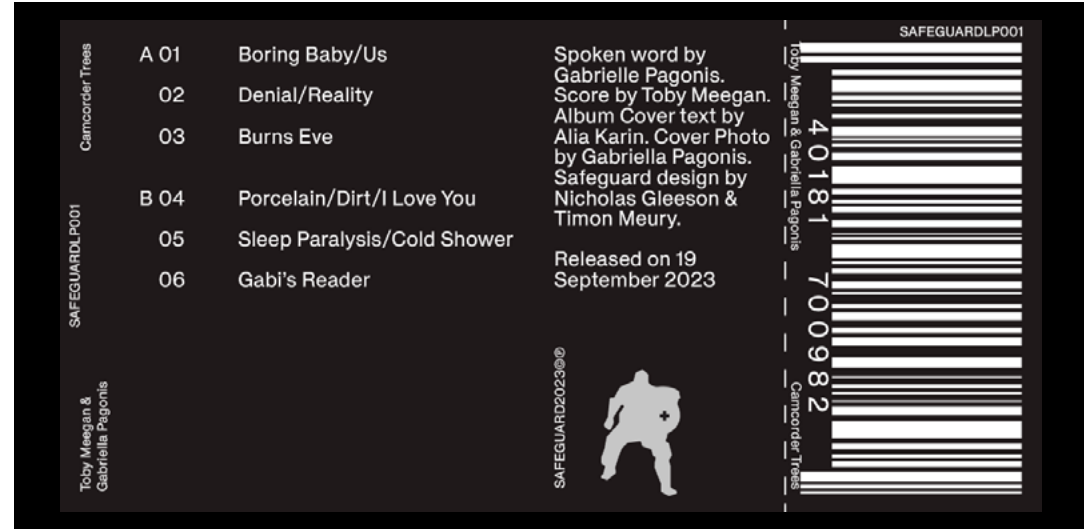 SAFEGUARDLP001
Camcorder Trees
SAFEGUARDLP001
Toby Meegan &
Gabriella Pagonis
A 01 Boring Baby/Us
02 Denial/Reality
03 Burns Eve
B 04 Porcelain/Dirt/I Love You
05 Sleep Paralysis/Cold Shower
06 Gabi's Reader
Spoken word by
Gabrielle Pagonis.
Score by Toby Meegan.
Album Cover text by
Alia Karin. Cover Photo
by Gabriella Pagonis.
Safeguard design by
Nicholas Gleeson &
Timon Meury.
Released on 19
September 2023
SAFEGUARD2023©℗
Toby Meegan & Gabriella Pagonis
Camcorder Trees
40181 700982